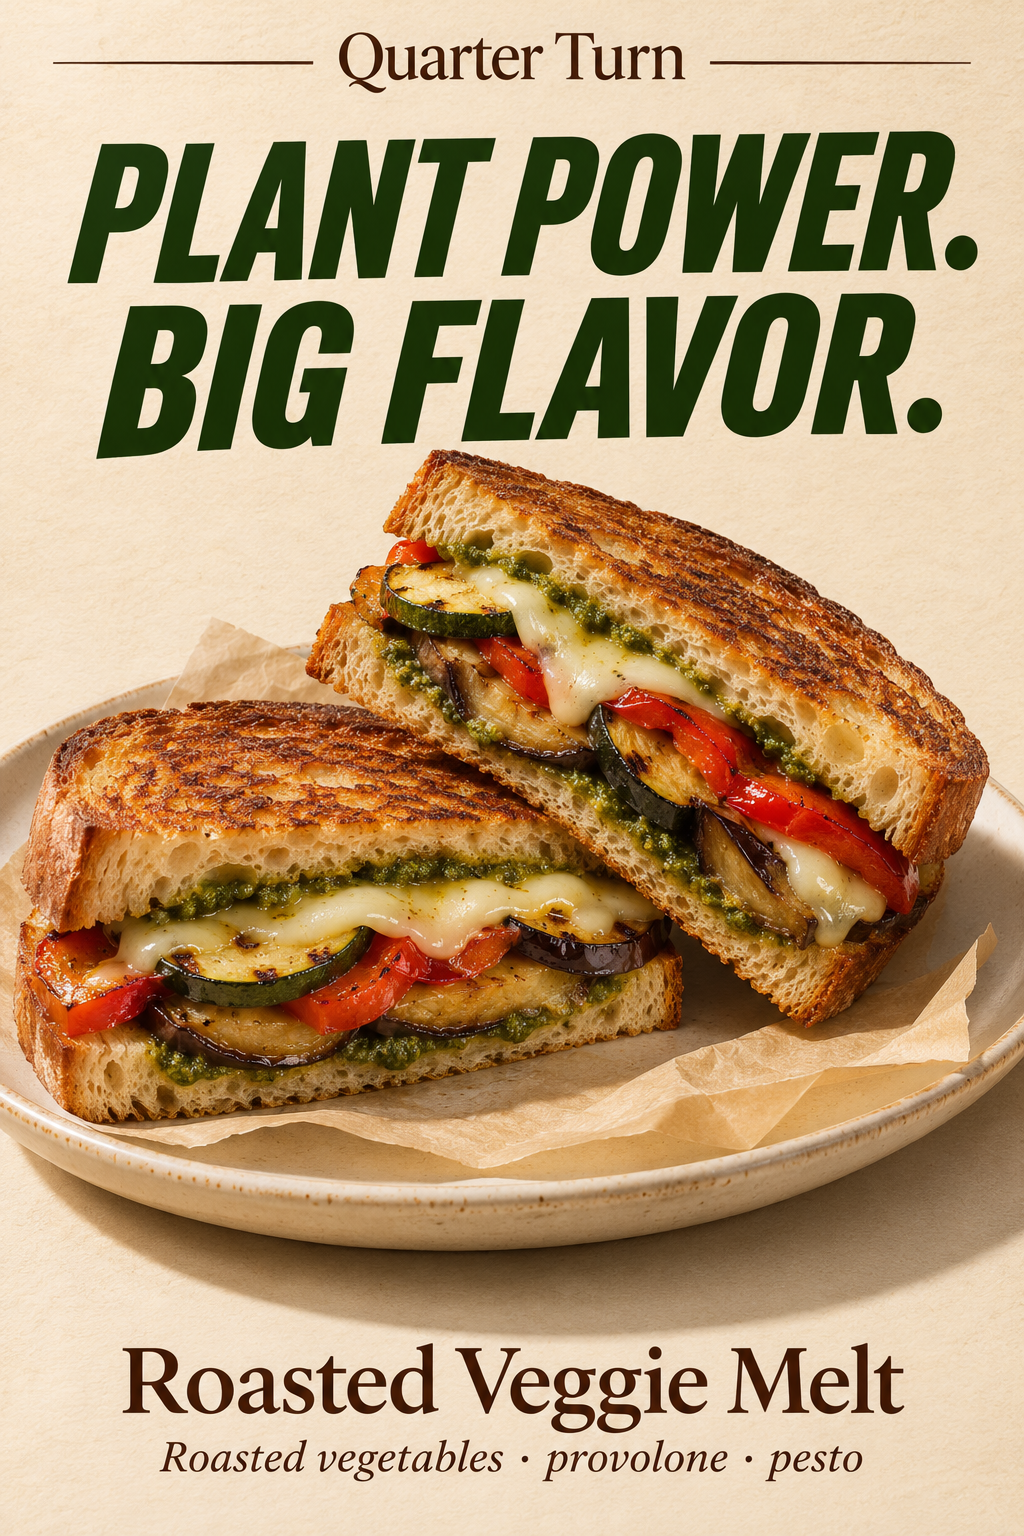 Quarter Turn
PLANT POWER.
BIG FLAVOR.
Roasted Veggie Melt
Roasted vegetables · provolone · pesto